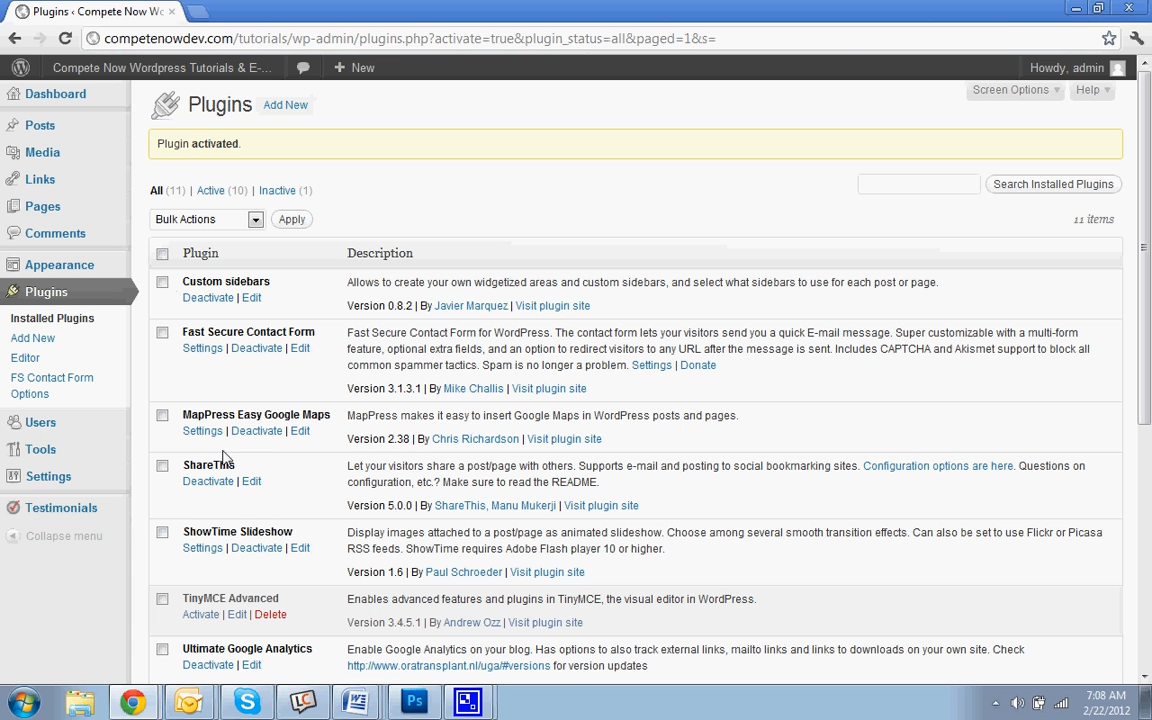 Plugins ‹ Compete Now Wc
competenowdev.com/tutorials/wp-admin/plugins.php?activate=true&plugin_status=all&paged=1&s=
Compete Now Wordpress Tutorials & E-... New Howdy, admin
Dashboard
Posts
Media
Links
Pages
Comments
Appearance
Plugins
Installed Plugins
Add New
Editor
FS Contact Form
Options
Users
Tools
Settings
Testimonials
Collapse menu
Screen Options Help
Plugins Add New
Plugin activated.
All (11) | Active (10) | Inactive (1)
Search Installed Plugins
Bulk Actions Apply 11 items
Plugin Description
Custom sidebars
Deactivate | Edit
Allows to create your own widgetized areas and custom sidebars, and select what sidebars to use for each post or page.
Version 0.8.2 | By Javier Marquez | Visit plugin site
Fast Secure Contact Form
Settings | Deactivate | Edit
Fast Secure Contact Form for WordPress. The contact form lets your visitors send you a quick E-mail message. Super customizable with a multi-form
feature, optional extra fields, and an option to redirect visitors to any URL after the message is sent. Includes CAPTCHA and Akismet support to block all
common spammer tactics. Spam is no longer a problem. Settings | Donate
Version 3.1.3.1 | By Mike Challis | Visit plugin site
MapPress Easy Google Maps
Settings | Deactivate | Edit
MapPress makes it easy to insert Google Maps in WordPress posts and pages.
Version 2.38 | By Chris Richardson | Visit plugin site
ShareThis
Deactivate | Edit
Let your visitors share a post/page with others. Supports e-mail and posting to social bookmarking sites. Configuration options are here. Questions on
configuration, etc.? Make sure to read the README.
Version 5.0.0 | By ShareThis, Manu Mukerji | Visit plugin site
ShowTime Slideshow
Settings | Deactivate | Edit
Display images attached to a post/page as animated slideshow. Choose among several smooth transition effects. Can also be set to use Flickr or Picasa
RSS feeds. ShowTime requires Adobe Flash player 10 or higher.
Version 1.6 | By Paul Schroeder | Visit plugin site
TinyMCE Advanced
Activate | Edit | Delete
Enables advanced features and plugins in TinyMCE, the visual editor in WordPress.
Version 3.4.5.1 | By Andrew Ozz | Visit plugin site
Ultimate Google Analytics
Deactivate | Edit
Enable Google Analytics on your blog. Has options to also track external links, mailto links and links to downloads on your own site. Check
http://www.oratransplant.nl/uga/#versions for version updates
Ps
7:08 AM
2/22/2012